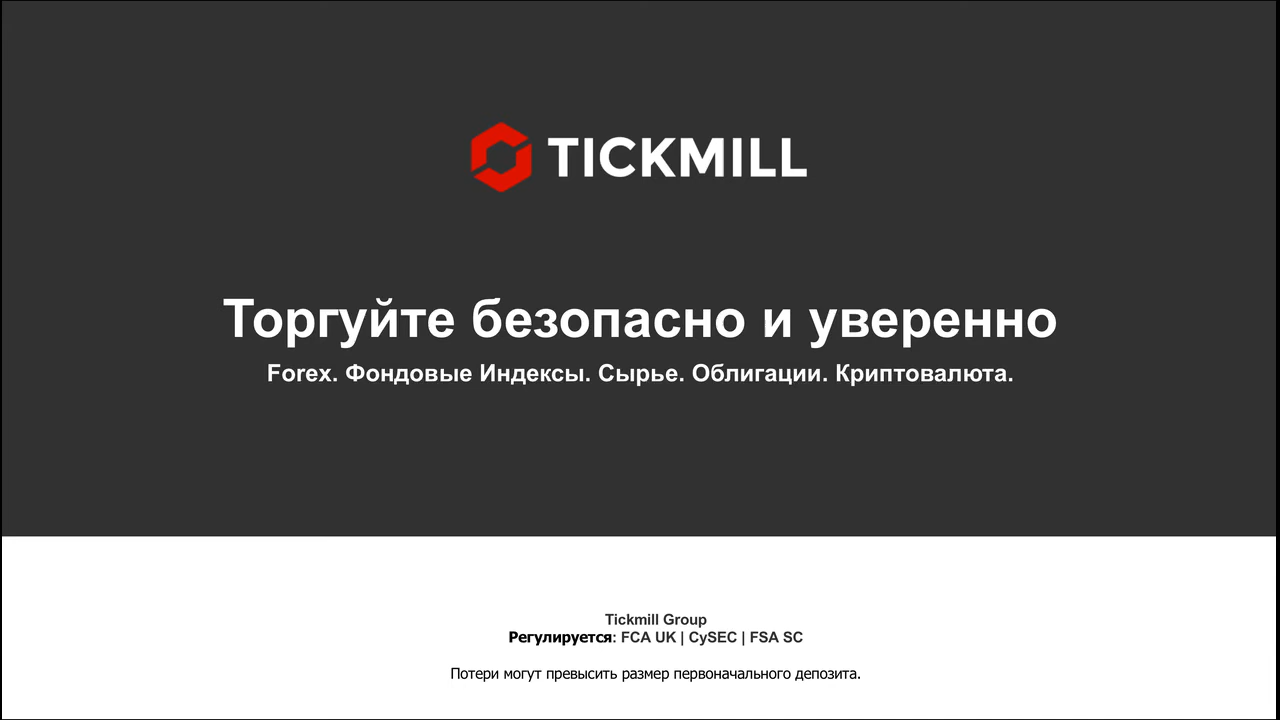 TICKMILL
Торгуйте безопасно и уверенно
Forex. Фондовые Индексы. Сырье. Облигации. Криптовалюта.
Tickmill Group
Регулируется: FCA UK | CySEC | FSA SC
Потери могут превысить размер первоначального депозита.